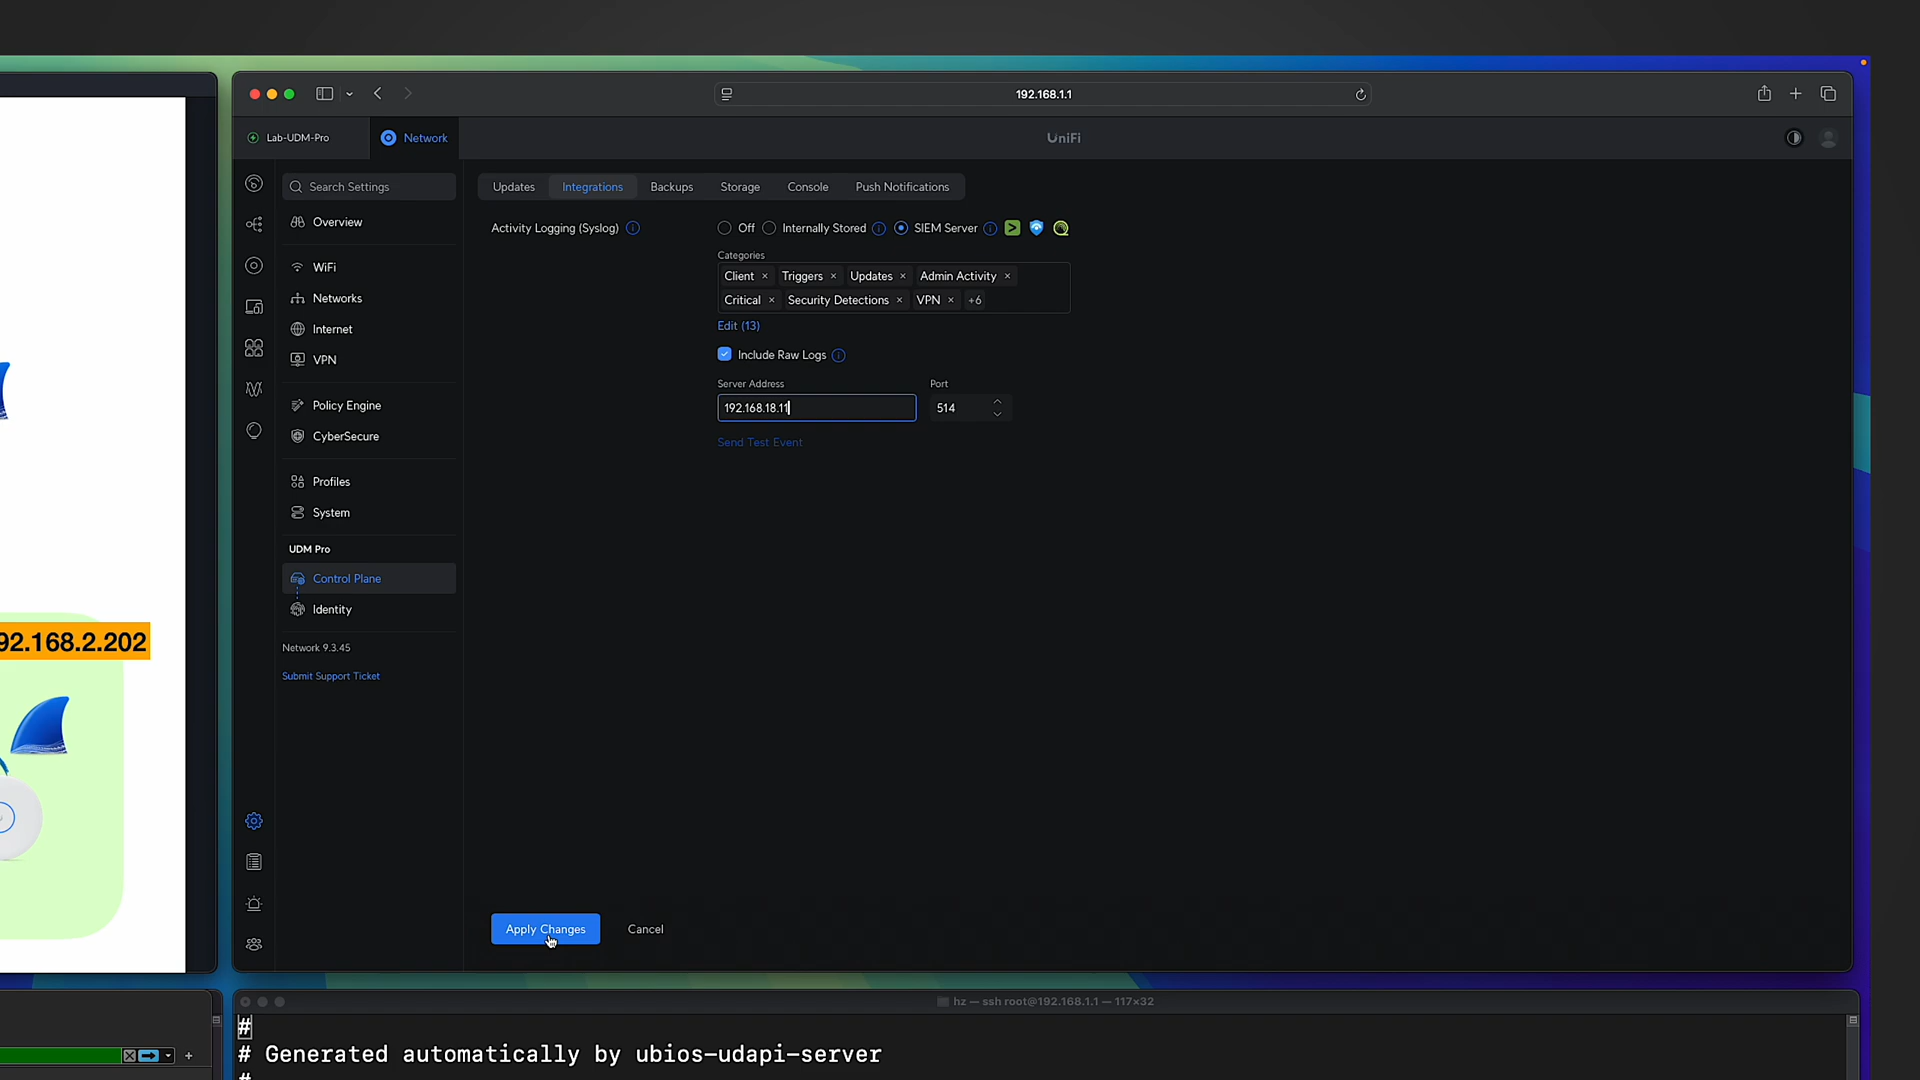 192.168.1.1
Lab-UDM-Pro
Network
UniFi
Search Settings
Overview
WiFi
Networks
Internet
VPN
Policy Engine
CyberSecure
Profiles
System
UDM Pro
Control Plane
Identity
Network 9.3.45
Submit Support Ticket
Updates Integrations Backups Storage Console Push Notifications
Activity Logging (Syslog) Off Internally Stored SIEM Server
Categories
Client × Triggers × Updates × Admin Activity ×
Critical × Security Detections × VPN × +6
Edit (13)
Include Raw Logs
Server Address Port
192.168.18.11 514
Send Test Event
Apply Changes Cancel
92.168.2.202
hz — ssh root@192.168.1.1 — 117×32
#
# Generated automatically by ubios-udapi-server
#